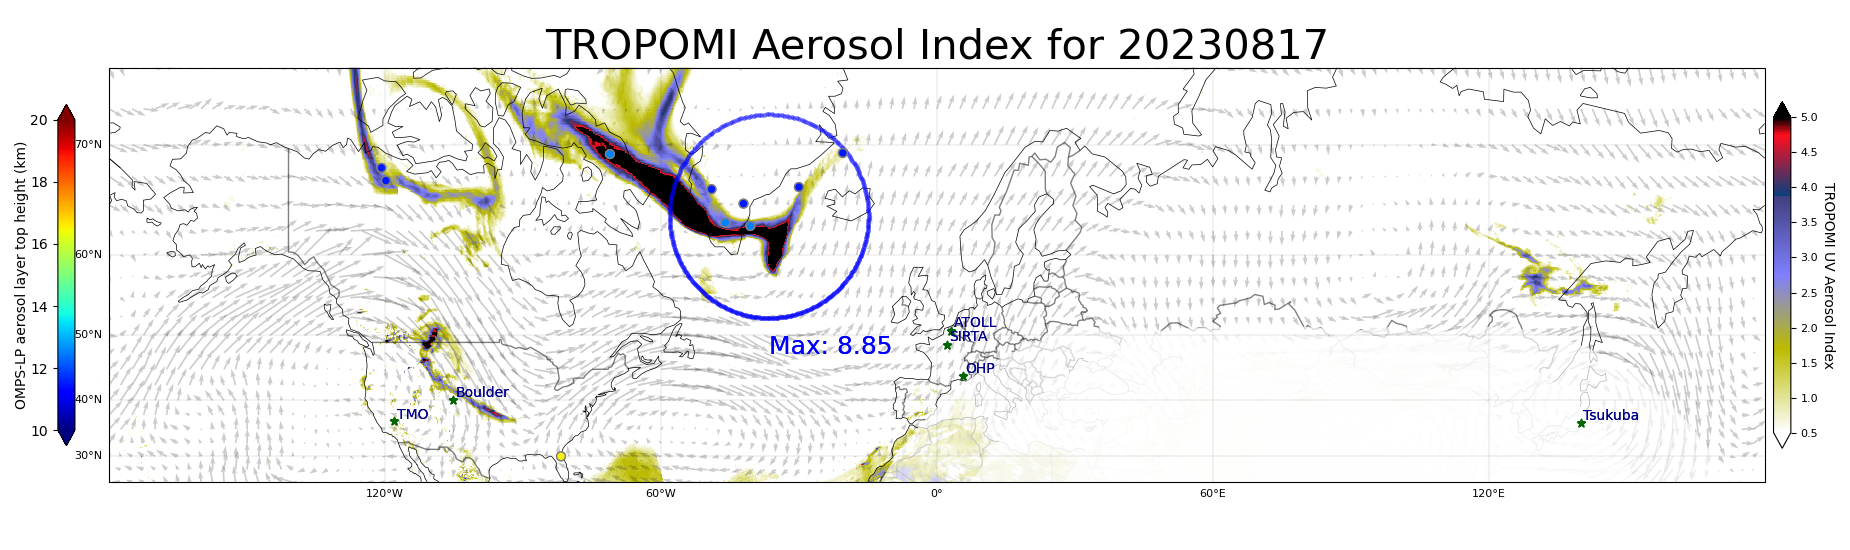 TROPOMI Aerosol Index for 20230817
OMPS-LP aerosol layer top height (km)
20
18
16
14
12
10
70°N
60°N
50°N
40°N
30°N
120°W
60°W
0°
60°E
120°E
Max: 8.85
ATOLL
SIRTA
OHP
Boulder
TMO
Tsukuba
5.0
4.5
4.0
3.5
3.0
2.5
2.0
1.5
1.0
0.5
TROPOMI UV Aerosol Index